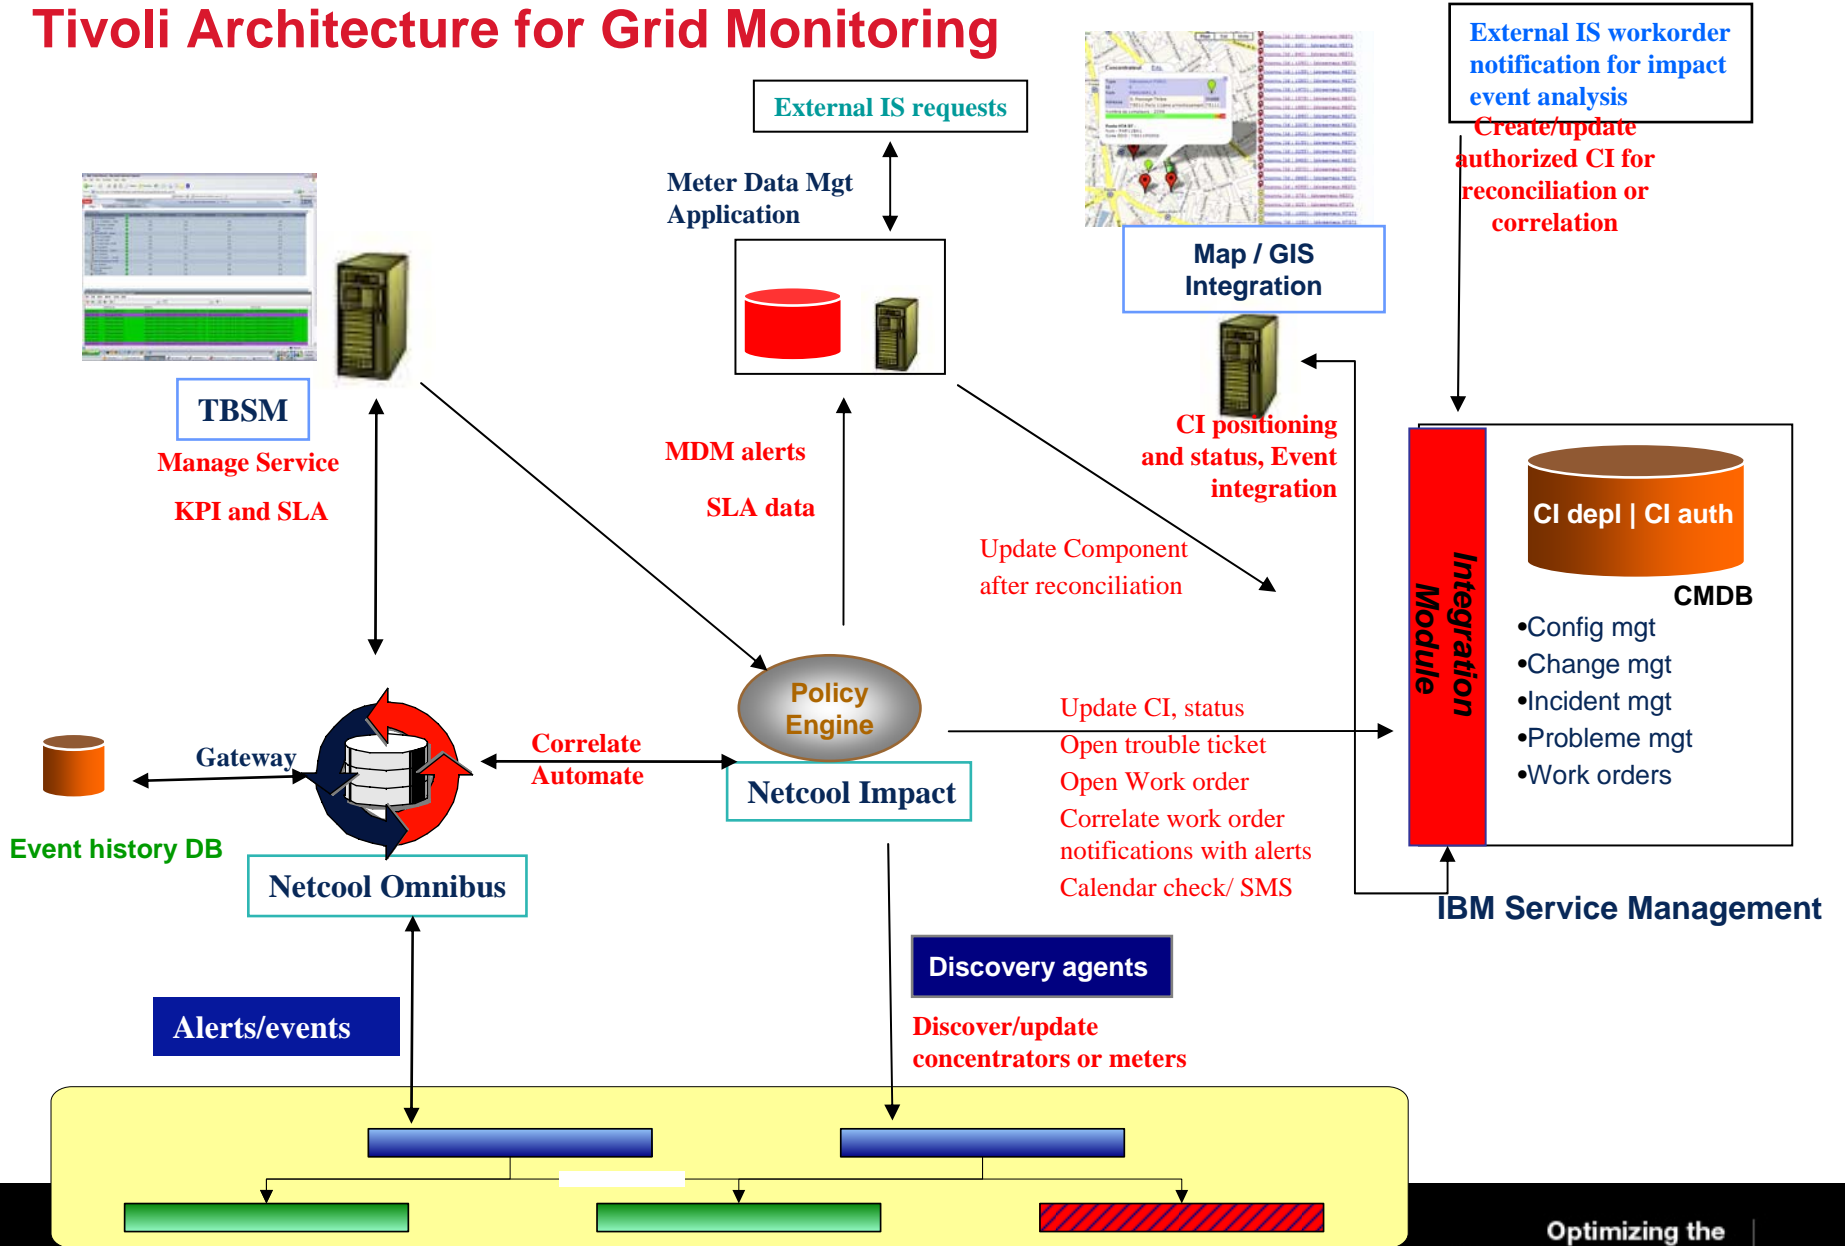 Tivoli Architecture for Grid Monitoring
External IS requests
External IS workorder
notification for impact
event analysis
Create/update
authorized CI for
reconciliation or
correlation
Meter Data Mgt
Application
Concentrateur
Map / GIS
Integration
TBSM
Manage Service
KPI and SLA
MDM alerts
SLA data
CI positioning
and status, Event
integration
Update Component
after reconciliation
CI depl | CI auth
CMDB
Integration
Module
•Config mgt
•Change mgt
•Incident mgt
•Probleme mgt
•Work orders
Policy
Engine
Netcool Impact
Gateway
Correlate
Automate
Event history DB
Netcool Omnibus
Update CI, status
Open trouble ticket
Open Work order
Correlate work order
notifications with alerts
Calendar check/ SMS
IBM Service Management
Discovery agents
Discover/update
concentrators or meters
Alerts/events
Optimizing the